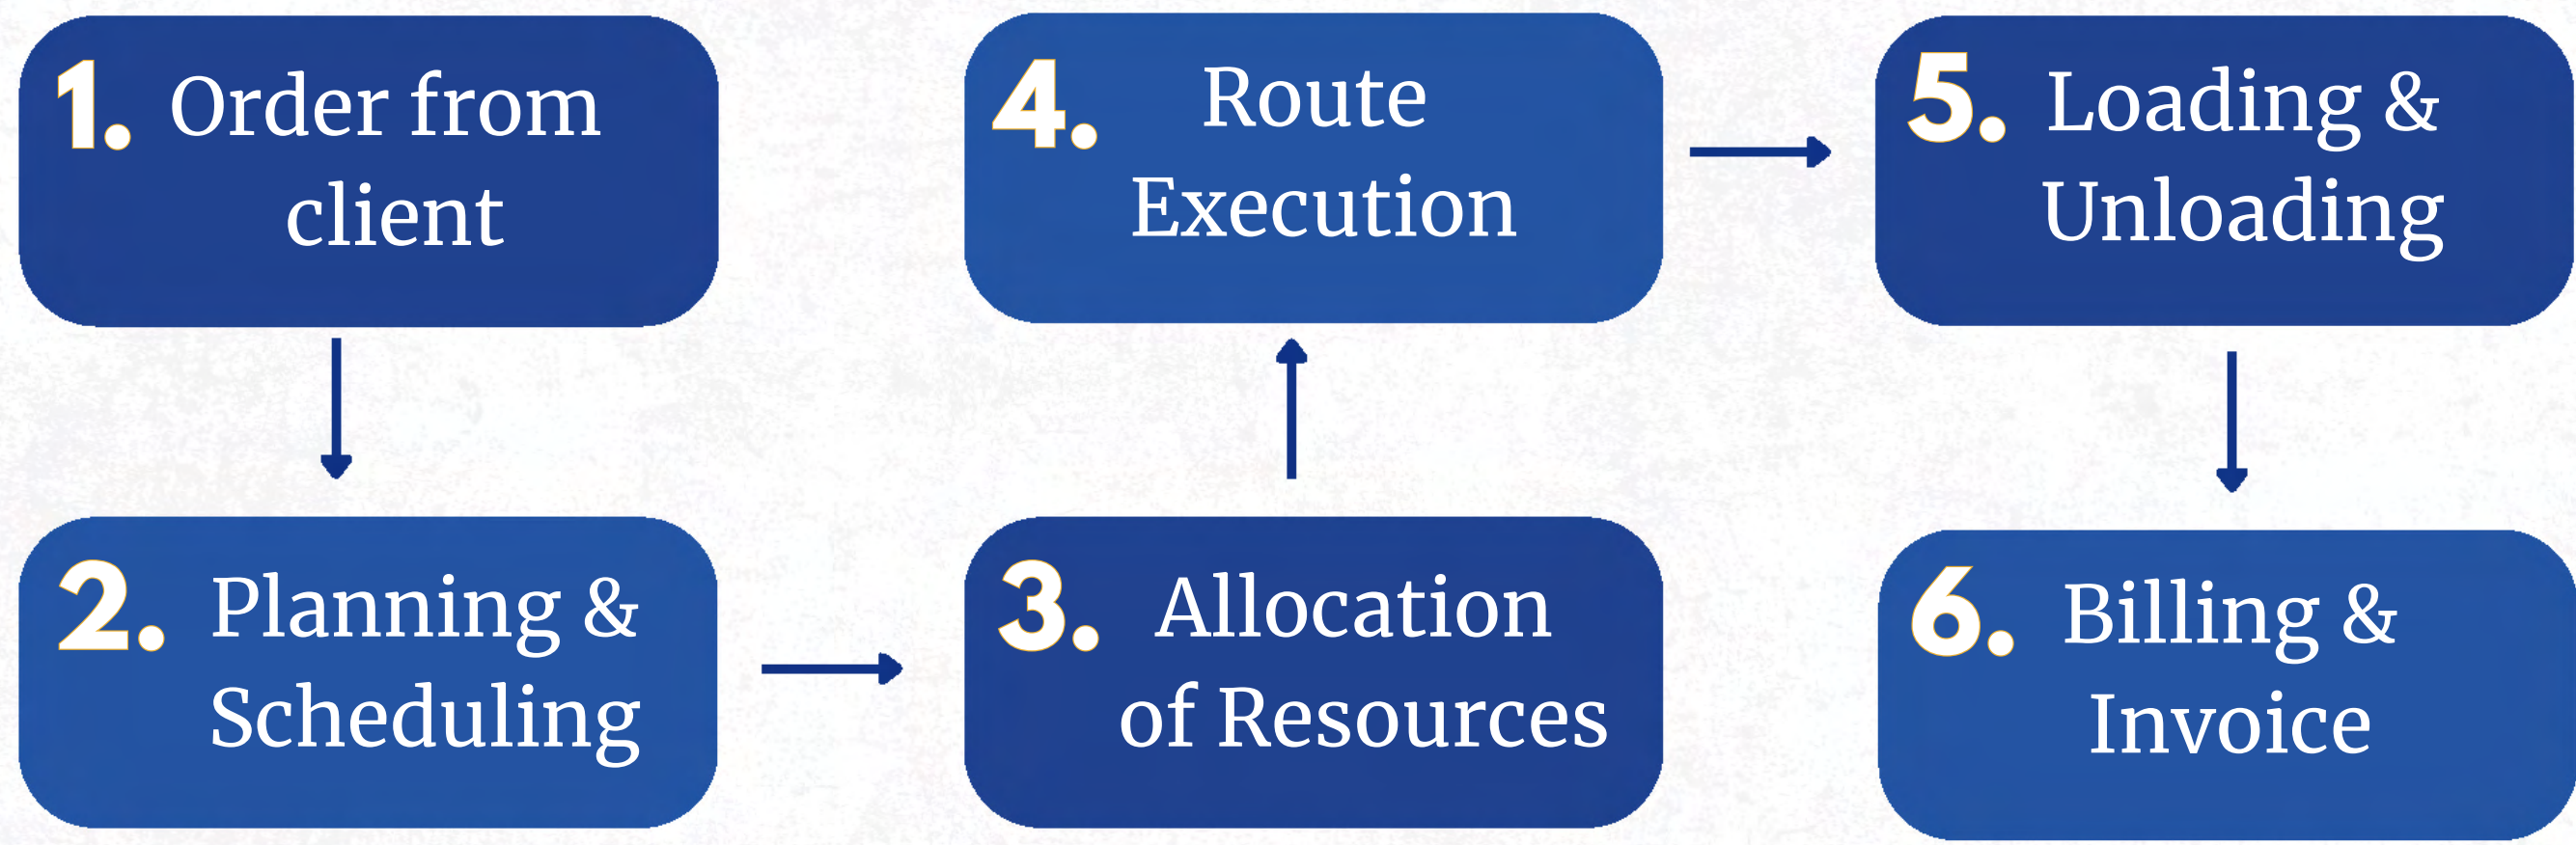 1. Order from
client
2. Planning &
Scheduling
3. Allocation
of Resources
4. Route
Execution
5. Loading &
Unloading
6. Billing &
Invoice